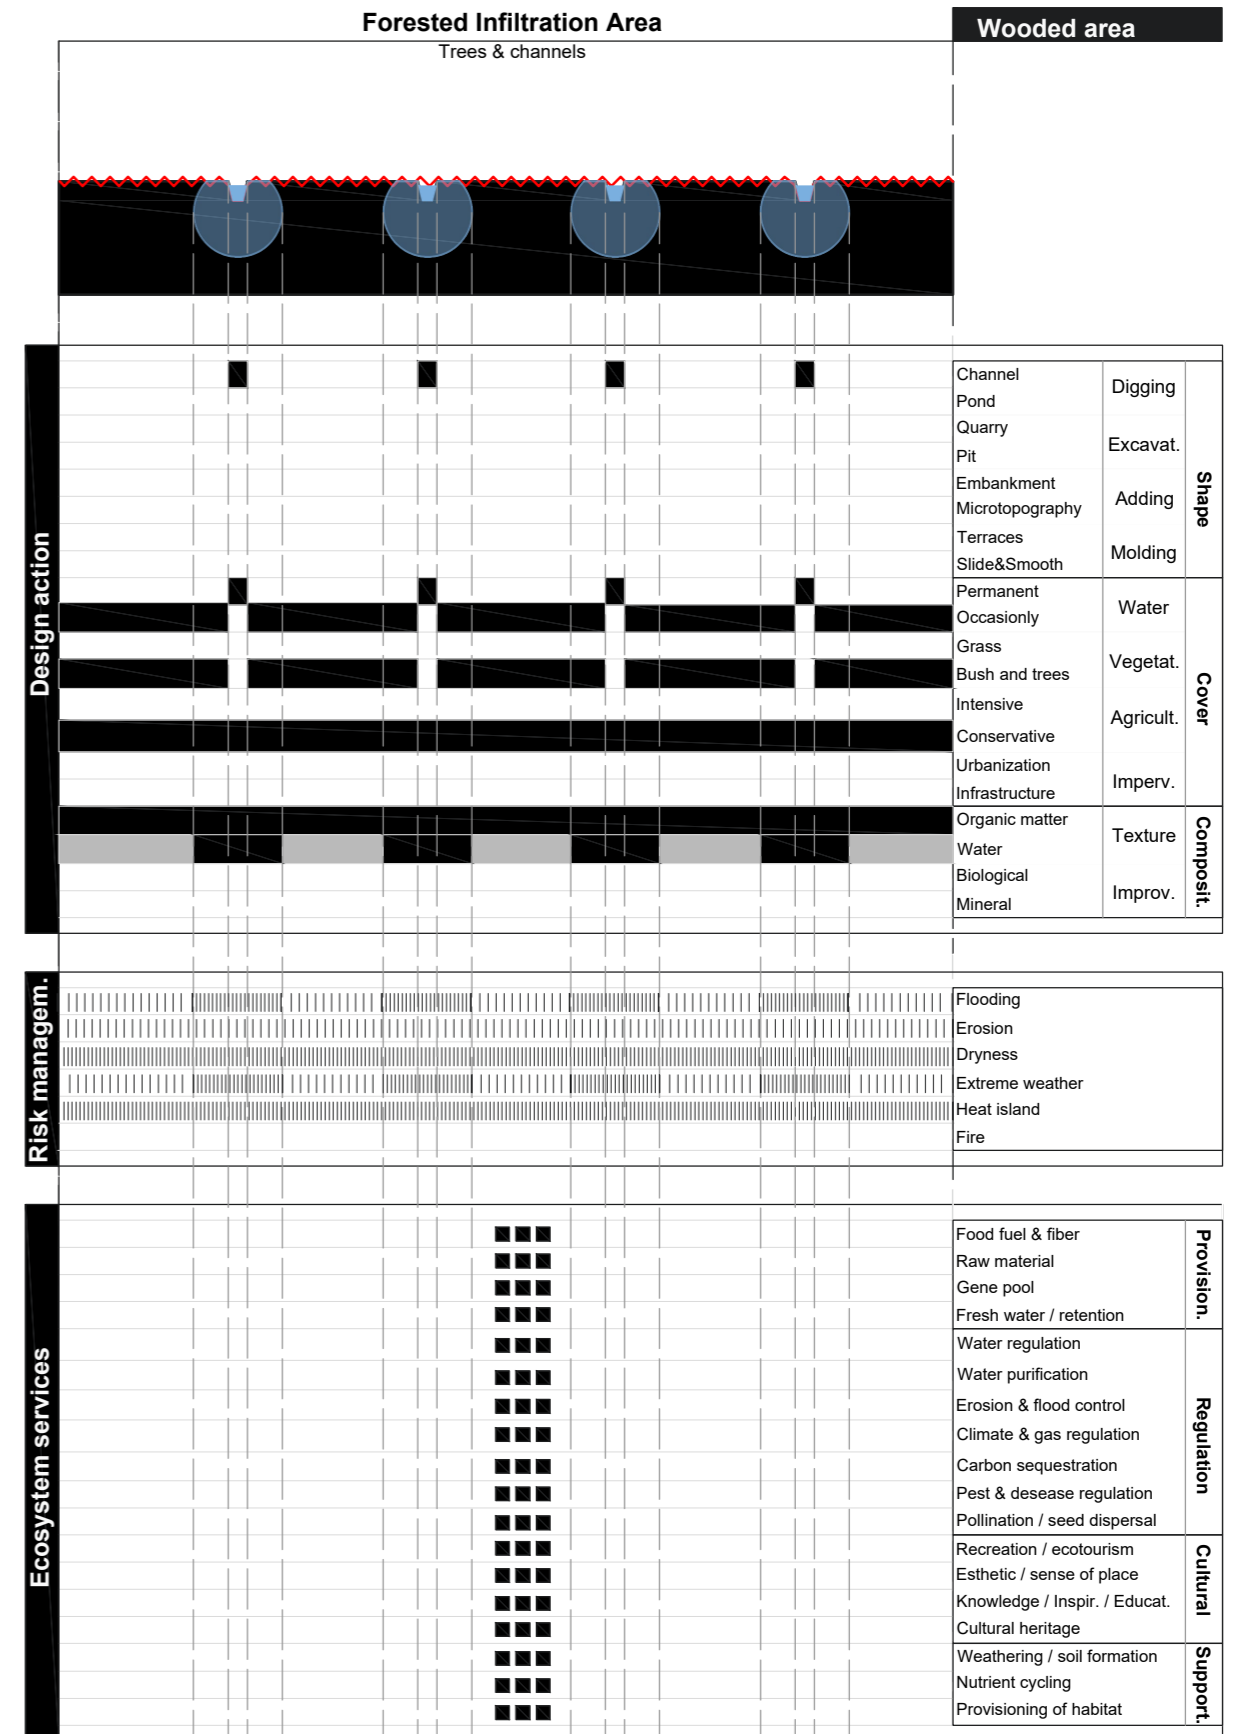 Forested Infiltration Area
Wooded area
Trees & channels
Design action
Channel
Pond
Digging
Quarry
Pit
Excavat.
Embankment
Microtopography
Adding
Terraces
Slide&Smooth
Molding
Shape
Permanent
Occasionly
Water
Grass
Bush and trees
Vegetat.
Intensive
Conservative
Agricult.
Urbanization
Infrastructure
Imperv.
Cover
Organic matter
Water
Texture
Biological
Mineral
Improv.
Composit.
Risk managem.
Flooding
Erosion
Dryness
Extreme weather
Heat island
Fire
Ecosystem services
Food fuel & fiber
Raw material
Gene pool
Fresh water / retention
Provision.
Water regulation
Water purification
Erosion & flood control
Climate & gas regulation
Carbon sequestration
Pest & desease regulation
Pollination / seed dispersal
Regulation
Recreation / ecotourism
Esthetic / sense of place
Knowledge / Inspir. / Educat.
Cultural heritage
Cultural
Weathering / soil formation
Nutrient cycling
Provisioning of habitat
Support.